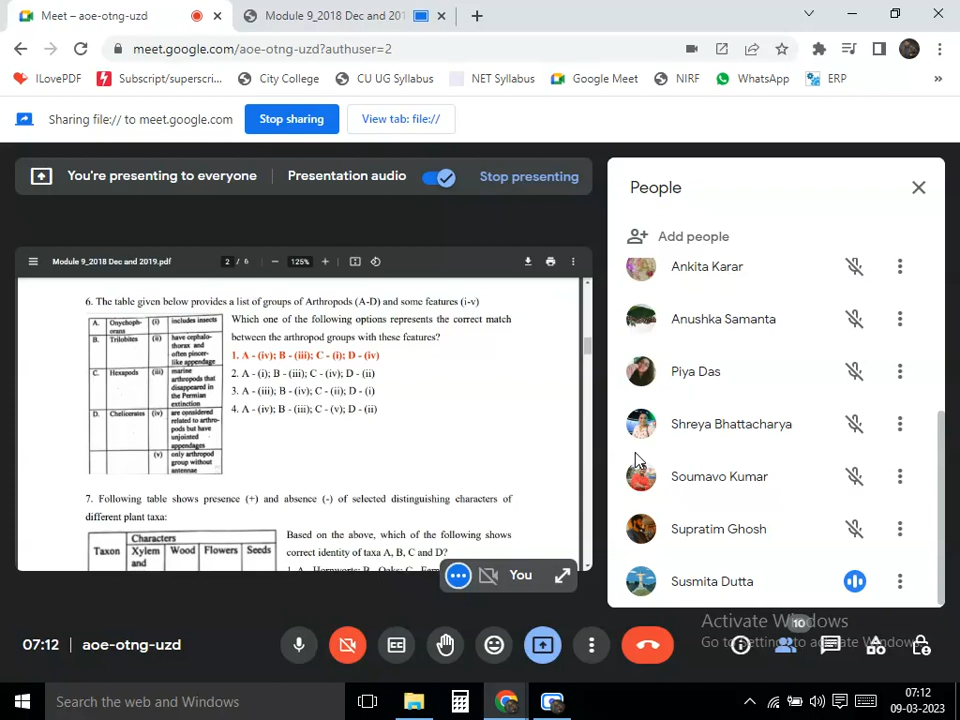 Meet – aoe-otng-uzd
Module 9_2018 Dec and 201
meet.google.com/aoe-otng-uzd?authuser=2
ILovePDF
Subscript/superscri...
City College
CU UG Syllabus
NET Syllabus
Google Meet
NIRF
WhatsApp
ERP
»
Sharing file:// to meet.google.com
Stop sharing
View tab: file://
You're presenting to everyone
Presentation audio
Stop presenting
Module 9_2018 Dec and 2019.pdf
2 / 6
125%
6. The table given below provides a list of groups of Arthropods (A-D) and some features (i-v)
A. Onychoph-orans (i) includes insects
B. Trilobites (ii) have cephalo-thorax and often pincer-like appendage
C. Hexapods (iii) marine arthropods that disappeared in the Permian extinction
D. Chelicerates (iv) are considered related to arthro-pods but have unjointed appendages
(v) only arthropod group without antennae
Which one of the following options represents the correct match
between the arthropod groups with these features?
1. A - (iv); B - (iii); C - (i); D - (iv)
2. A - (i); B - (iii); C - (iv); D - (ii)
3. A - (iii); B - (iv); C - (ii); D - (i)
4. A - (iv); B - (iii); C - (v); D - (ii)
7. Following table shows presence (+) and absence (-) of selected distinguishing characters of
different plant taxa:
Taxon
Characters
Xylem and
Wood
Flowers
Seeds
Based on the above, which of the following shows
correct identity of taxa A, B, C and D?
You
People
Add people
Ankita Karar
Anushka Samanta
Piya Das
Shreya Bhattacharya
Soumavo Kumar
Supratim Ghosh
Susmita Dutta
Activate Windows
Go to Settings to activate Windows.
07:12
aoe-otng-uzd
10
Search the web and Windows
07:12
09-03-2023